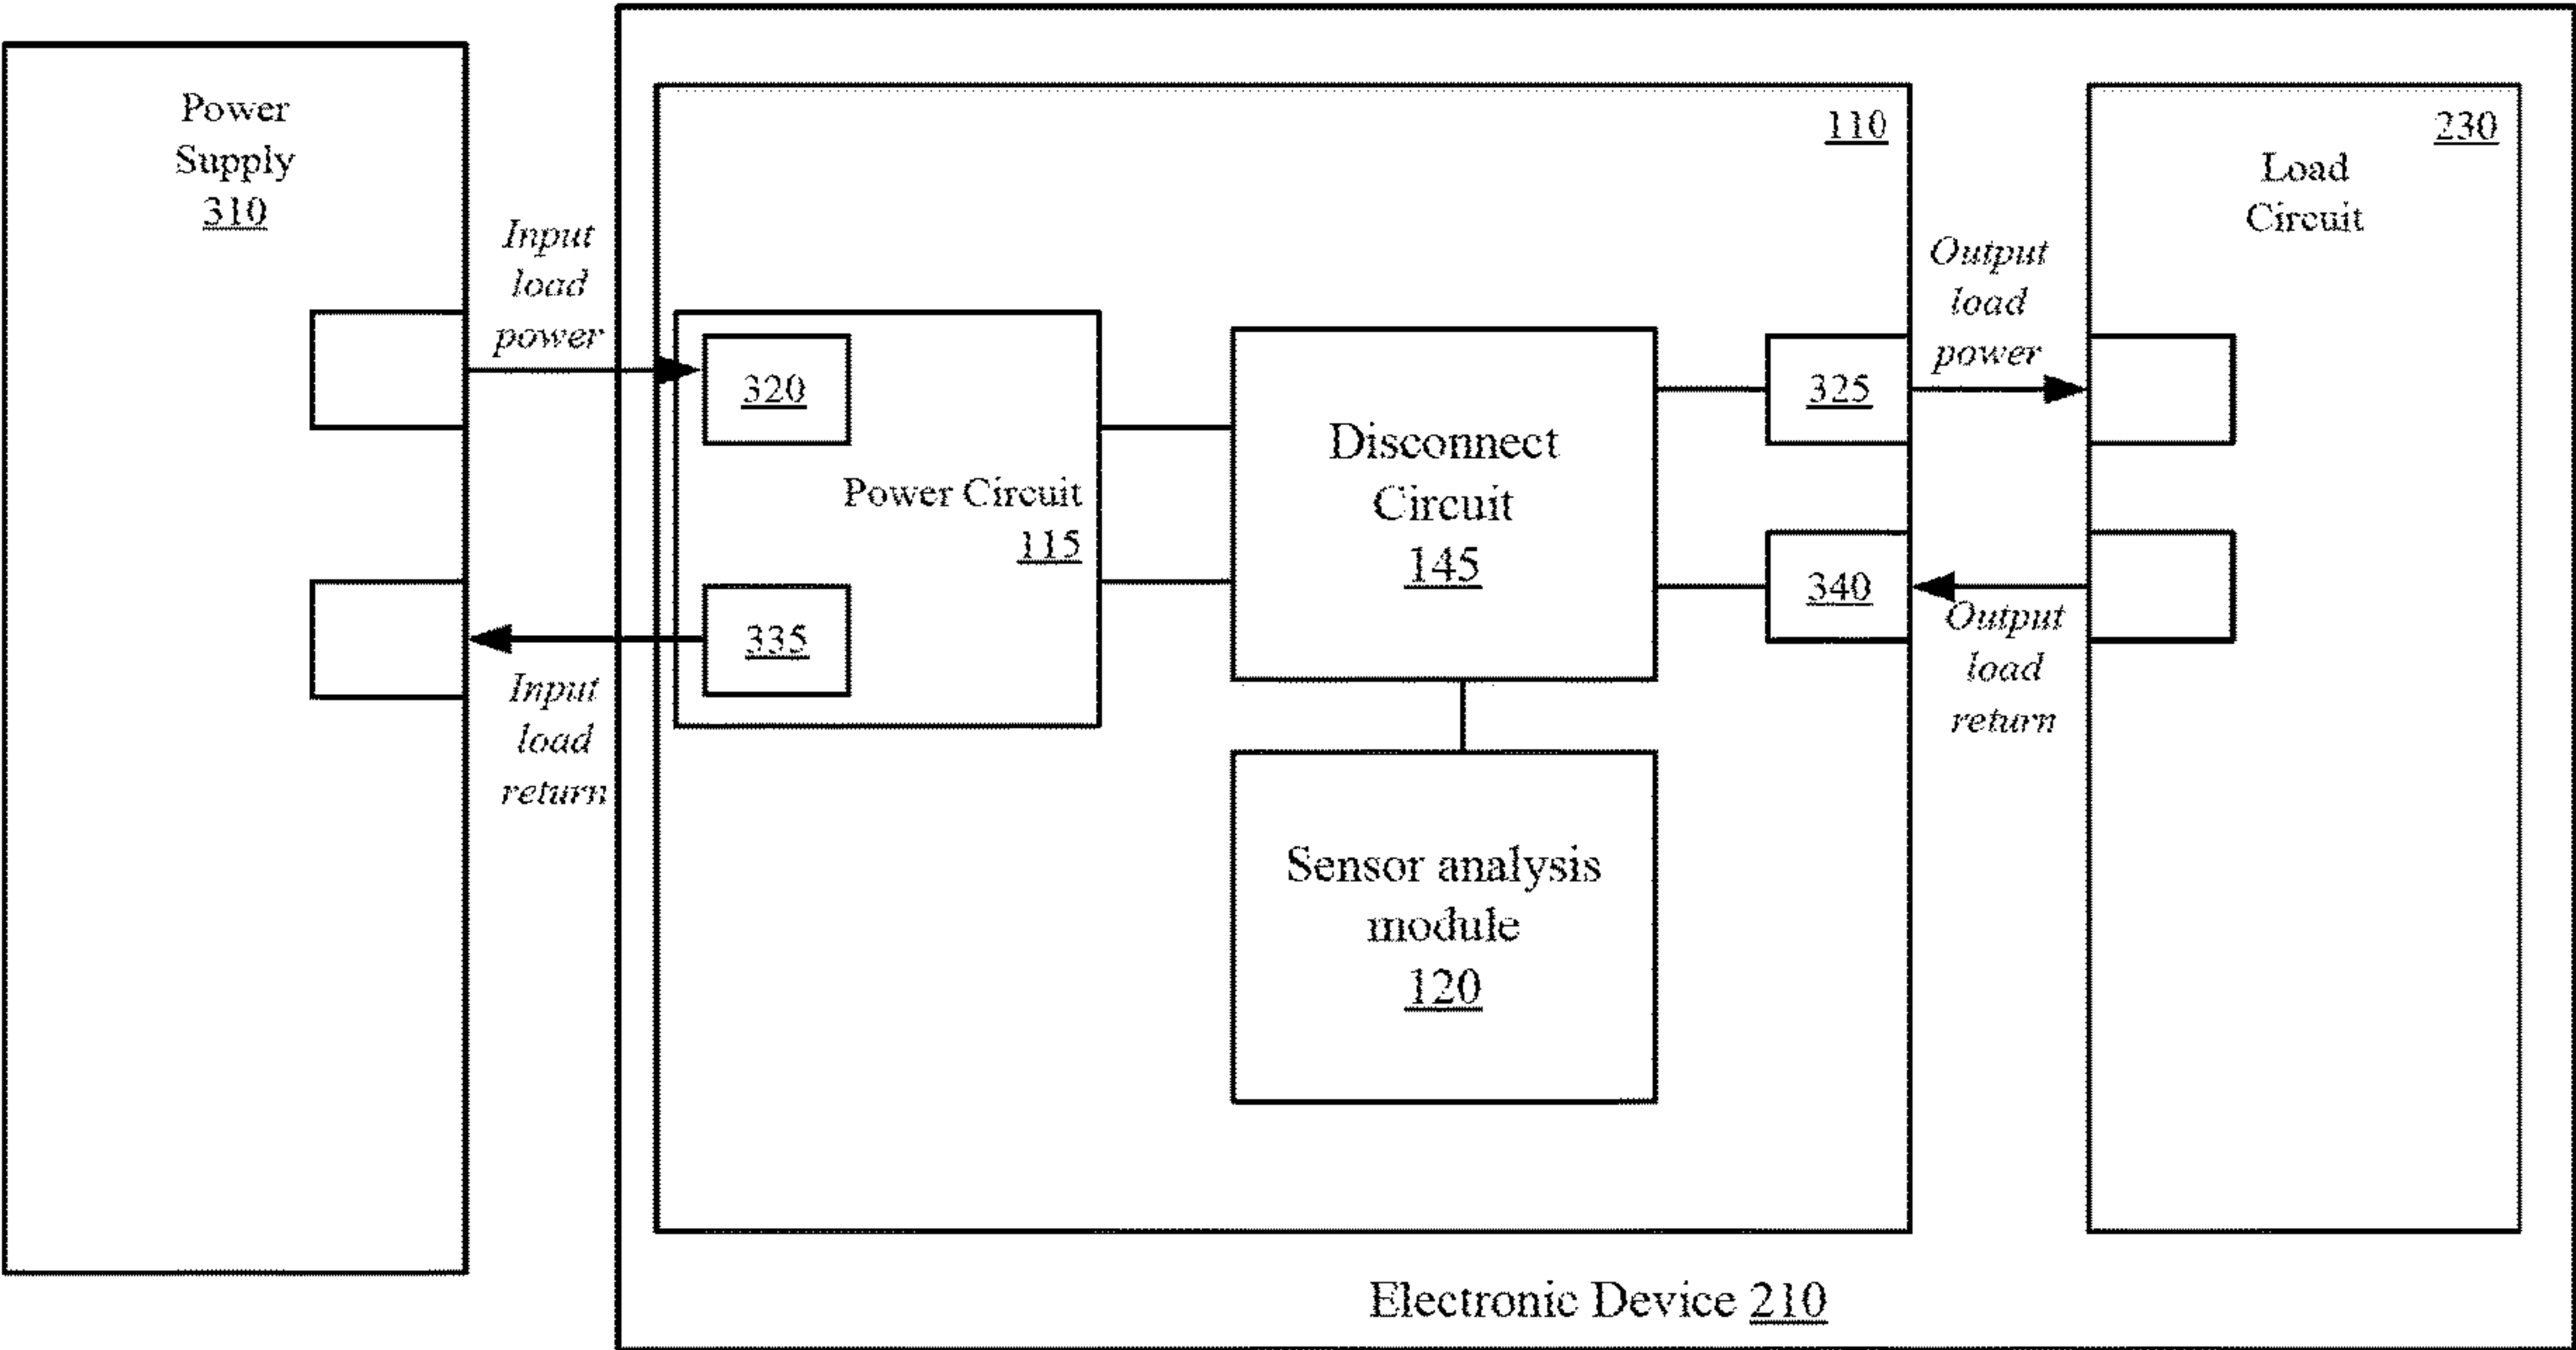 Power
Supply
310
Input
load
power
Input
load
return
110
320
Power Circuit
115
335
Disconnect
Circuit
145
Sensor analysis
module
120
325
340
Output
load
power
Output
load
return
230
Load
Circuit
Electronic Device 210